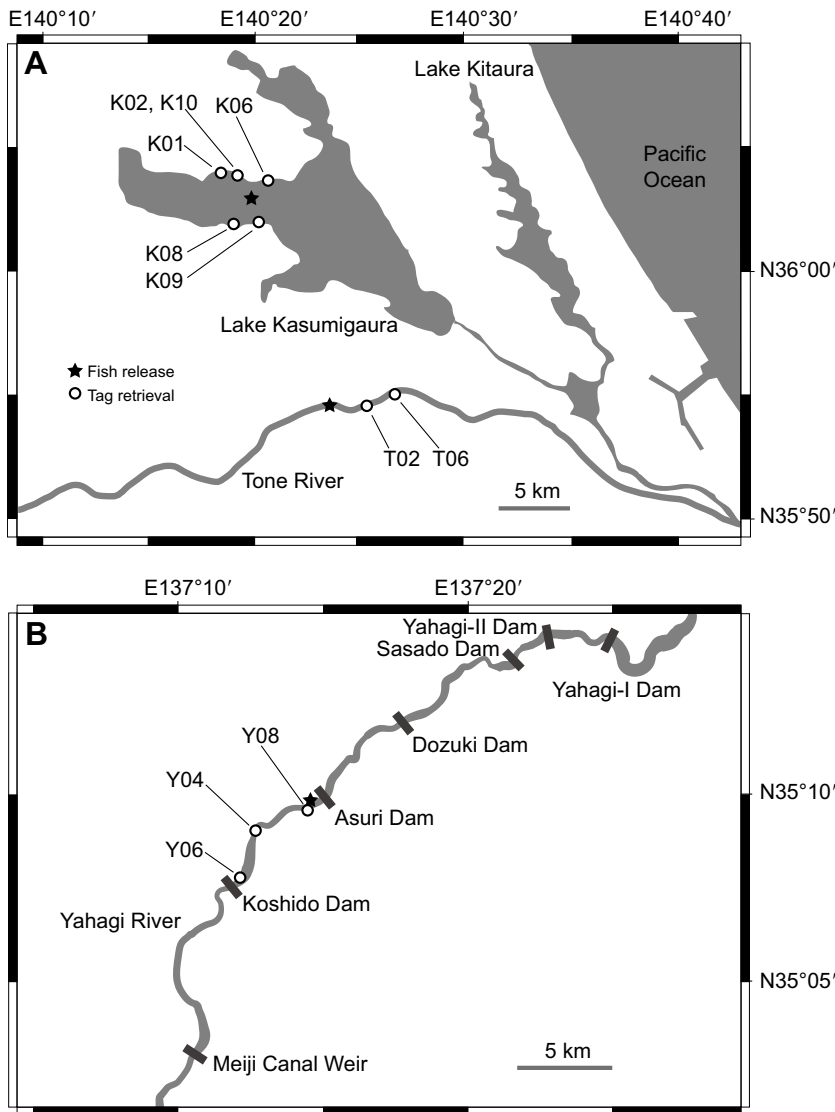 E140°10′ E140°20′ E140°30′ E140°40′
A
Lake Kitaura
K02, K10 K06
K01
Pacific
Ocean
K08
K09
N36°00′
Lake Kasumigaura
Fish release
Tag retrieval
T02 T06
Tone River
5 km
N35°50′
E137°10′ E137°20′
B
Yahagi-II Dam
Sasado Dam
Yahagi-I Dam
Y08
Dozuki Dam
Y04
N35°10′
Asuri Dam
Y06
Koshido Dam
Yahagi River
N35°05′
5 km
Meiji Canal Weir